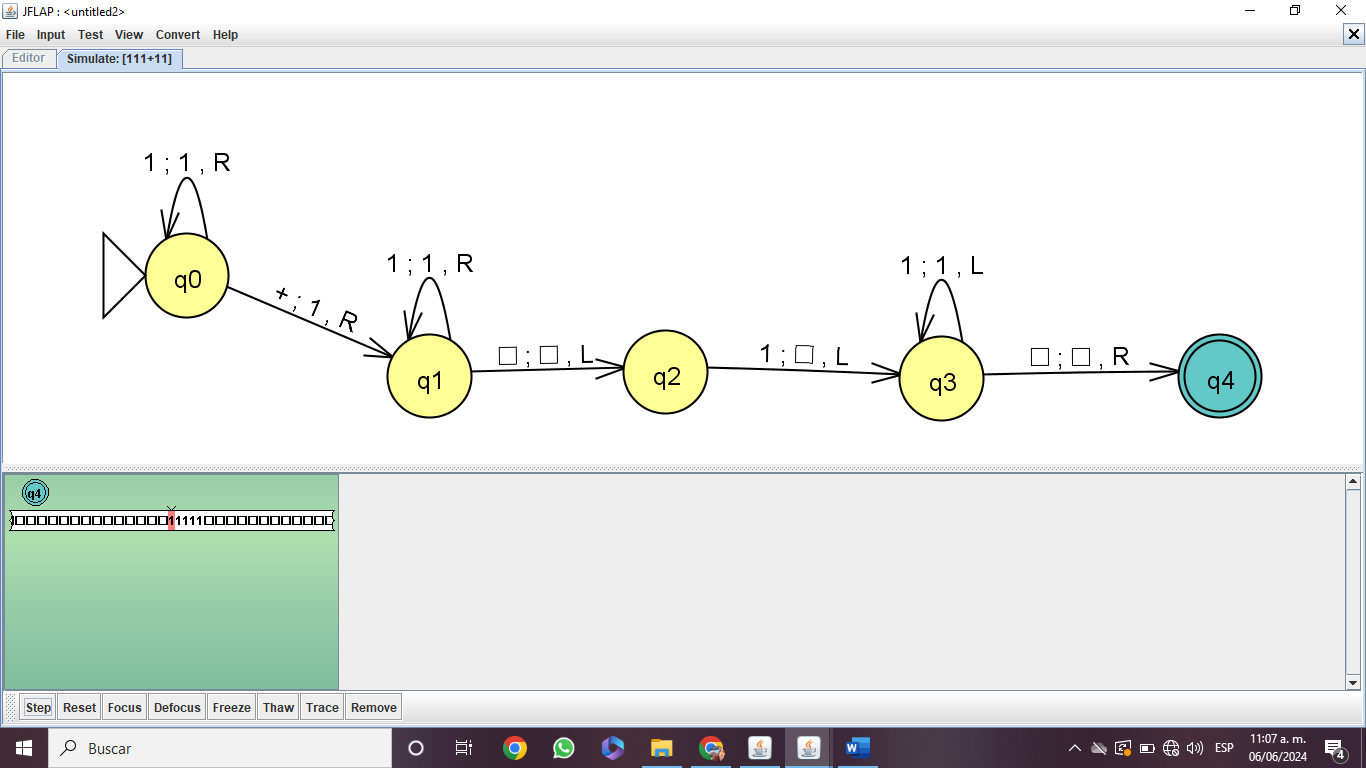 JFLAP : <untitled2>
File Input Test View Convert Help
Editor Simulate: [111+11]
1 ; 1 , R
q0
+ ; 1 , R
1 ; 1 , R
q1
□ ; □ , L
q2
1 ; □ , L
1 ; 1 , L
q3
□ ; □ , R
q4
q4
□□□□□□□□□□□□□□11111□□□□□□□□□□□□
Step Reset Focus Defocus Freeze Thaw Trace Remove
Buscar
ESP
11:07 a. m.
06/06/2024
4